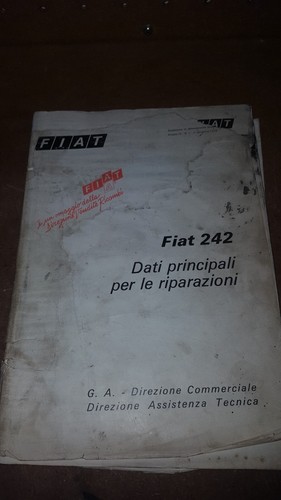 FIAT
FIAT
FIAT
Fiat 242
Dati principali
per le riparazioni
G. A. - Direzione Commerciale
Direzione Assistenza Tecnica